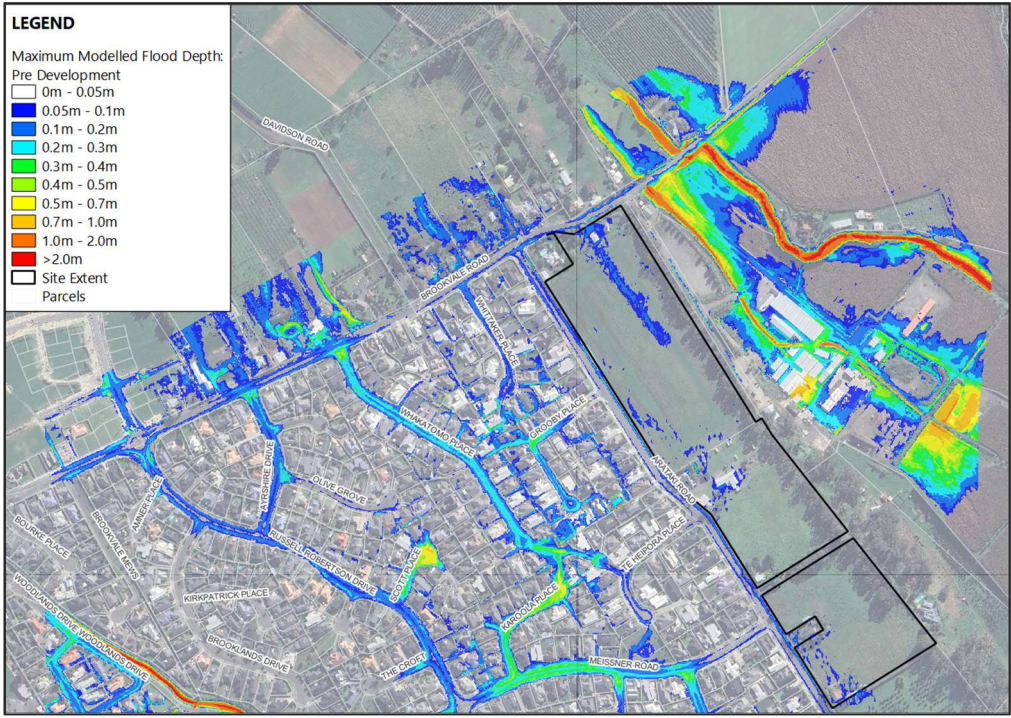 LEGEND
Maximum Modelled Flood Depth:
Pre Development
0m - 0.05m
0.05m - 0.1m
0.1m - 0.2m
0.2m - 0.3m
0.3m - 0.4m
0.4m - 0.5m
0.5m - 0.7m
0.7m - 1.0m
1.0m - 2.0m
>2.0m
Site Extent
Parcels
DAVIDSON ROAD
BROOKVALE ROAD
WHITTAKER PLACE
GROOBY PLACE
WHAKATOMO PLACE
ARATAKI ROAD
AYRSHIRE DRIVE
OLIVE GROVE
AMNER PLACE
BROOKVALE MEWS
BOURKE PLACE
RUSSELL ROBERTSON DRIVE
SCOTT PLACE
TE HEIPORA PLACE
KAROOLA PLACE
KIRKPATRICK PLACE
WOODLANDS DRIVE
WOODLANDS DRIVE
BROOKLANDS DRIVE
THE CROFT
MEISSNER ROAD